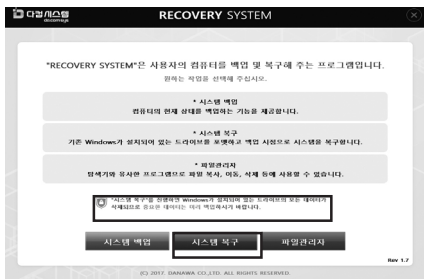 다컴시스템
dacomsys
RECOVERY SYSTEM
"RECOVERY SYSTEM"은 사용자의 컴퓨터를 백업 및 복구해 주는 프로그램입니다.
원하는 작업을 선택해 주십시오.
* 시스템 백업
컴퓨터의 현재 상태를 백업하는 기능을 제공합니다.
* 시스템 복구
기존 Windows가 설치되어 있는 드라이브를 포맷하고 백업 시점으로 시스템을 복구합니다.
* 파일관리자
탐색기와 유사한 프로그램으로 파일 복사, 이동, 삭제 등에 사용할 수 있습니다.
"시스템 복구"를 진행하면 Windows가 설치되어 있는 드라이브의 모든 데이터가
삭제되므로 중요한 데이터는 미리 백업하시기 바랍니다.
시스템 백업
시스템 복구
파일관리자
Rev 1.7
(C) 2017. DANAWA CO.,LTD. ALL RIGHTS RESERVED.